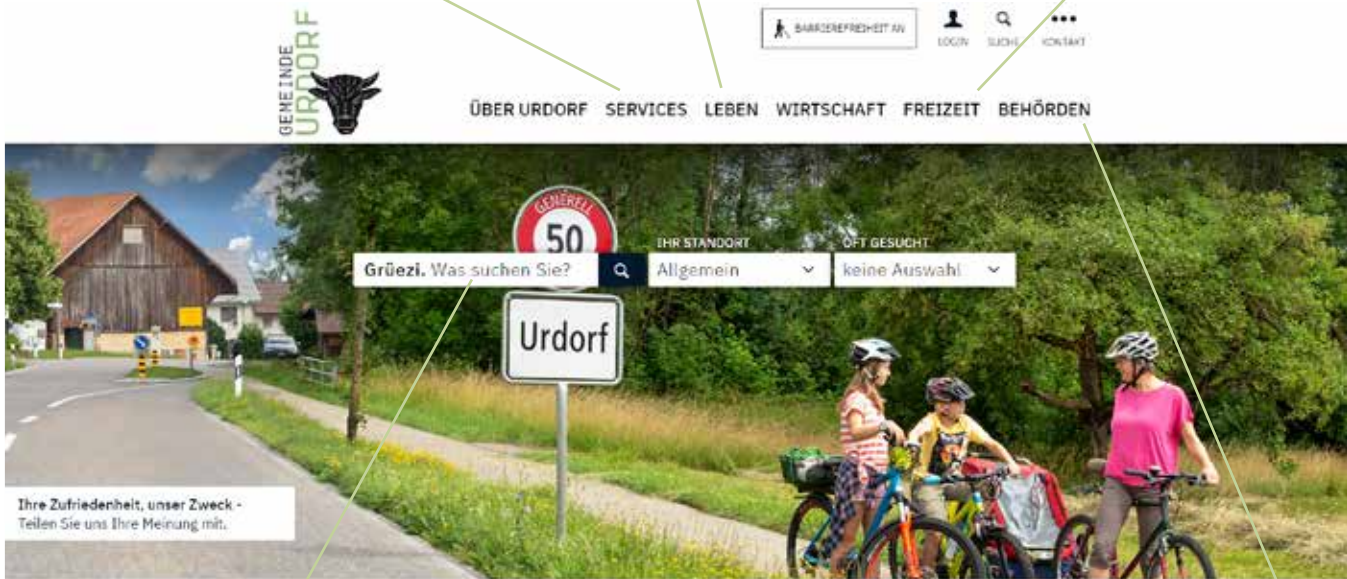 GEMEINDE
URDORF
BARRIEREFREIHEIT AN
LOGIN
SUCHE
KONTAKT
ÜBER URDORF SERVICES LEBEN WIRTSCHAFT FREIZEIT BEHÖRDEN
GENERELL
50
IHR STANDORT
OFT GESUCHT
Grüezi. Was suchen Sie?
Allgemein
keine Auswahl
Urdorf
Ihre Zufriedenheit, unser Zweck -
Teilen Sie uns Ihre Meinung mit.